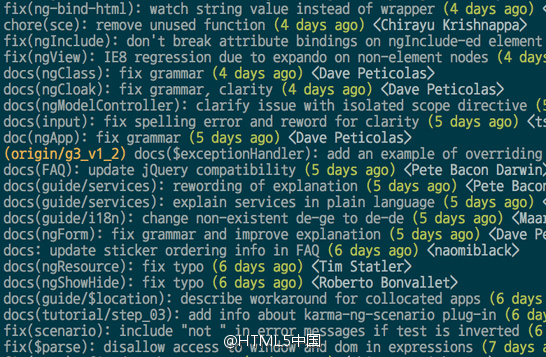 fix(ng-bind-html): watch string value instead of wrapper (4 days ago) <
chore(sce): remove unused function (4 days ago) <Chirayu Krishnappa>
fix(ngInclude): don't break attribute bindings on ngInclude-ed element
fix(ngView): IE8 regression due to expando on non-element nodes (4 day
docs(ngClass): fix grammar (4 days ago) <Dave Peticolas>
docs(ngCloak): fix grammar, clarity (4 days ago) <Dave Peticolas>
docs(ngModelController): clarify issue with isolated scope directive (5
docs(input): fix spelling error and reword for clarity (5 days ago) <ts
doc(ngApp): fix grammar (5 days ago) <Dave Peticolas>
(origin/g3_v1_2) docs($exceptionHandler): add an example of overriding
docs(FAQ): update jQuery compatibility (5 days ago) <Pete Bacon Darwin>
docs(guide/services): rewording of explanation (5 days ago) <Pete Bacon
docs(guide/services): explain services in plain language (5 days ago) <
docs(guide/i18n): change non-existent de-ge to de-de (5 days ago) <Maar
docs(ngForm): fix grammar and improve explanation (5 days ago) <Dave Pe
docs: update sticker ordering info in FAQ (6 days ago) <naomiblack>
docs(ngResource): fix typo (6 days ago) <Tim Statler>
docs(ngShowHide): fix typo (6 days ago) <Roberto Bonvallet>
docs(guide/$location): describe workaround for collocated apps (6 days
docs(tutorial/step_03): add info about karma-ng-scenario plug-in (6 day
fix(scenario): include "not " in error messages if test is inverted (6
fix($parse): disallow access to window and dom in expressions (7 days a
@HTML5中国